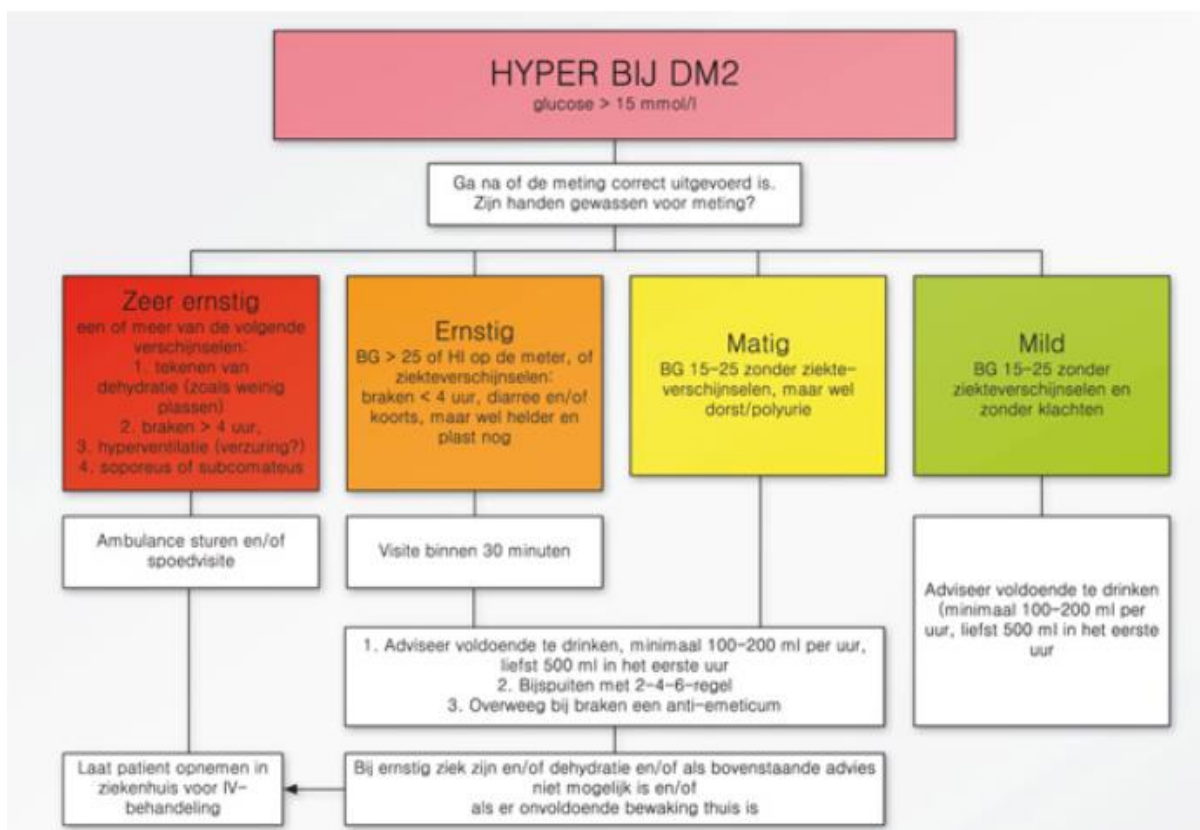 HYPER BIJ DM2
glucose > 15 mmol/l
Ga na of de meting correct uitgevoerd is.
Zijn handen gewassen voor meting?
Zeer ernstig
een of meer van de volgende
verschijnselen:
1. tekenen van
dehydratie (zoals weinig
plassen)
2. braken > 4 uur,
3. hyperventilatie (verzuring?)
4. soporeus of subcomateus
Ernstig
BG > 25 of HI op de meter, of
ziekteverschijnselen:
braken < 4 uur, diarree en/of
koorts, maar wel helder en
plast nog
Matig
BG 15-25 zonder ziekte-
verschijnselen, maar wel
dorst/polyurie
Mild
BG 15-25 zonder
ziekteverschijnselen en
zonder klachten
Ambulance sturen en/of
spoedvisite
Visite binnen 30 minuten
Adviseer voldoende te drinken
(minimaal 100-200 ml per
uur, liefst 500 ml in het eerste
uur
1. Adviseer voldoende te drinken, minimaal 100-200 ml per uur,
liefst 500 ml in het eerste uur
2. Bijspuiten met 2-4-6-regel
3. Overweeg bij braken een anti-emeticum
Laat patient opnemen in
ziekenhuis voor IV-
behandeling
Bij ernstig ziek zijn en/of dehydratie en/of als bovenstaande advies
niet mogelijk is en/of
als er onvoldoende bewaking thuis is